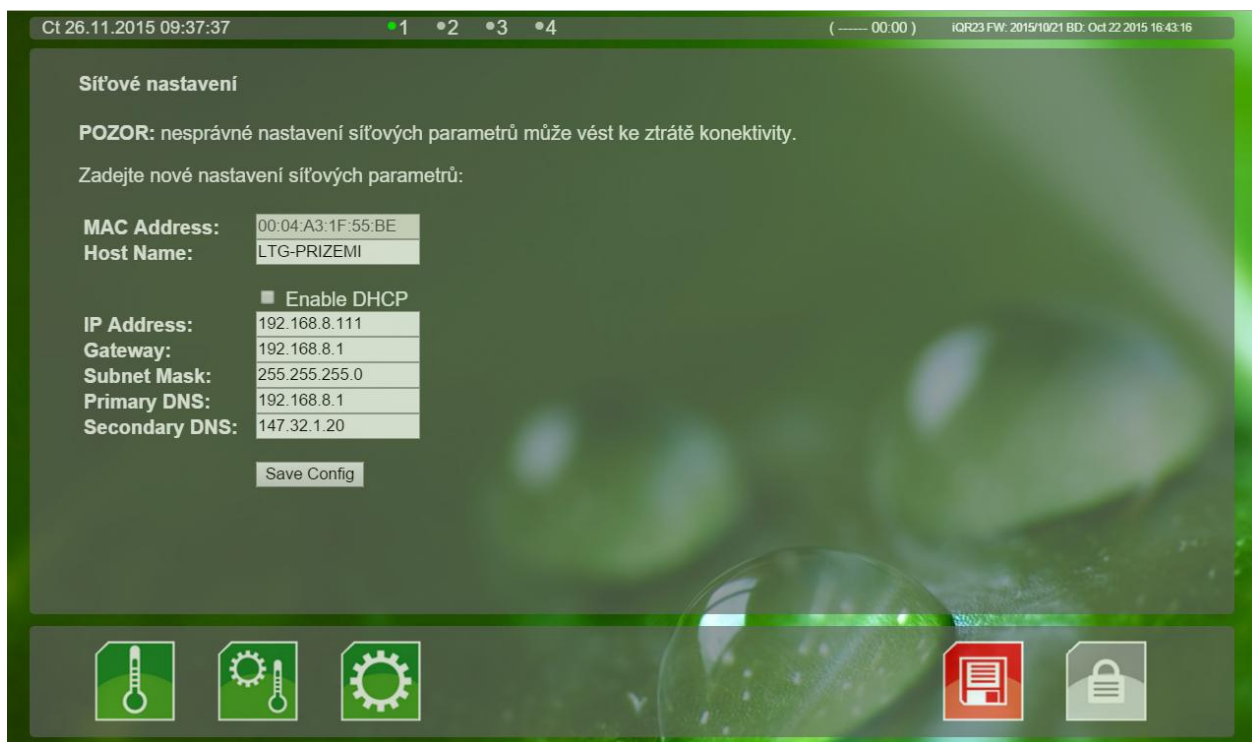 Ct 26.11.2015 09:37:37 1 2 3 4 ( ------ 00:00 ) iQR23 FW: 2015/10/21 BD: Oct 22 2015 16:43:16
Síťové nastavení
POZOR: nesprávné nastavení síťových parametrů může vést ke ztrátě konektivity.
Zadejte nové nastavení síťových parametrů:
MAC Address: 00:04:A3:1F:55:BE
Host Name: LTG-PRIZEMI
Enable DHCP
IP Address: 192.168.8.111
Gateway: 192.168.8.1
Subnet Mask: 255.255.255.0
Primary DNS: 192.168.8.1
Secondary DNS: 147.32.1.20
Save Config